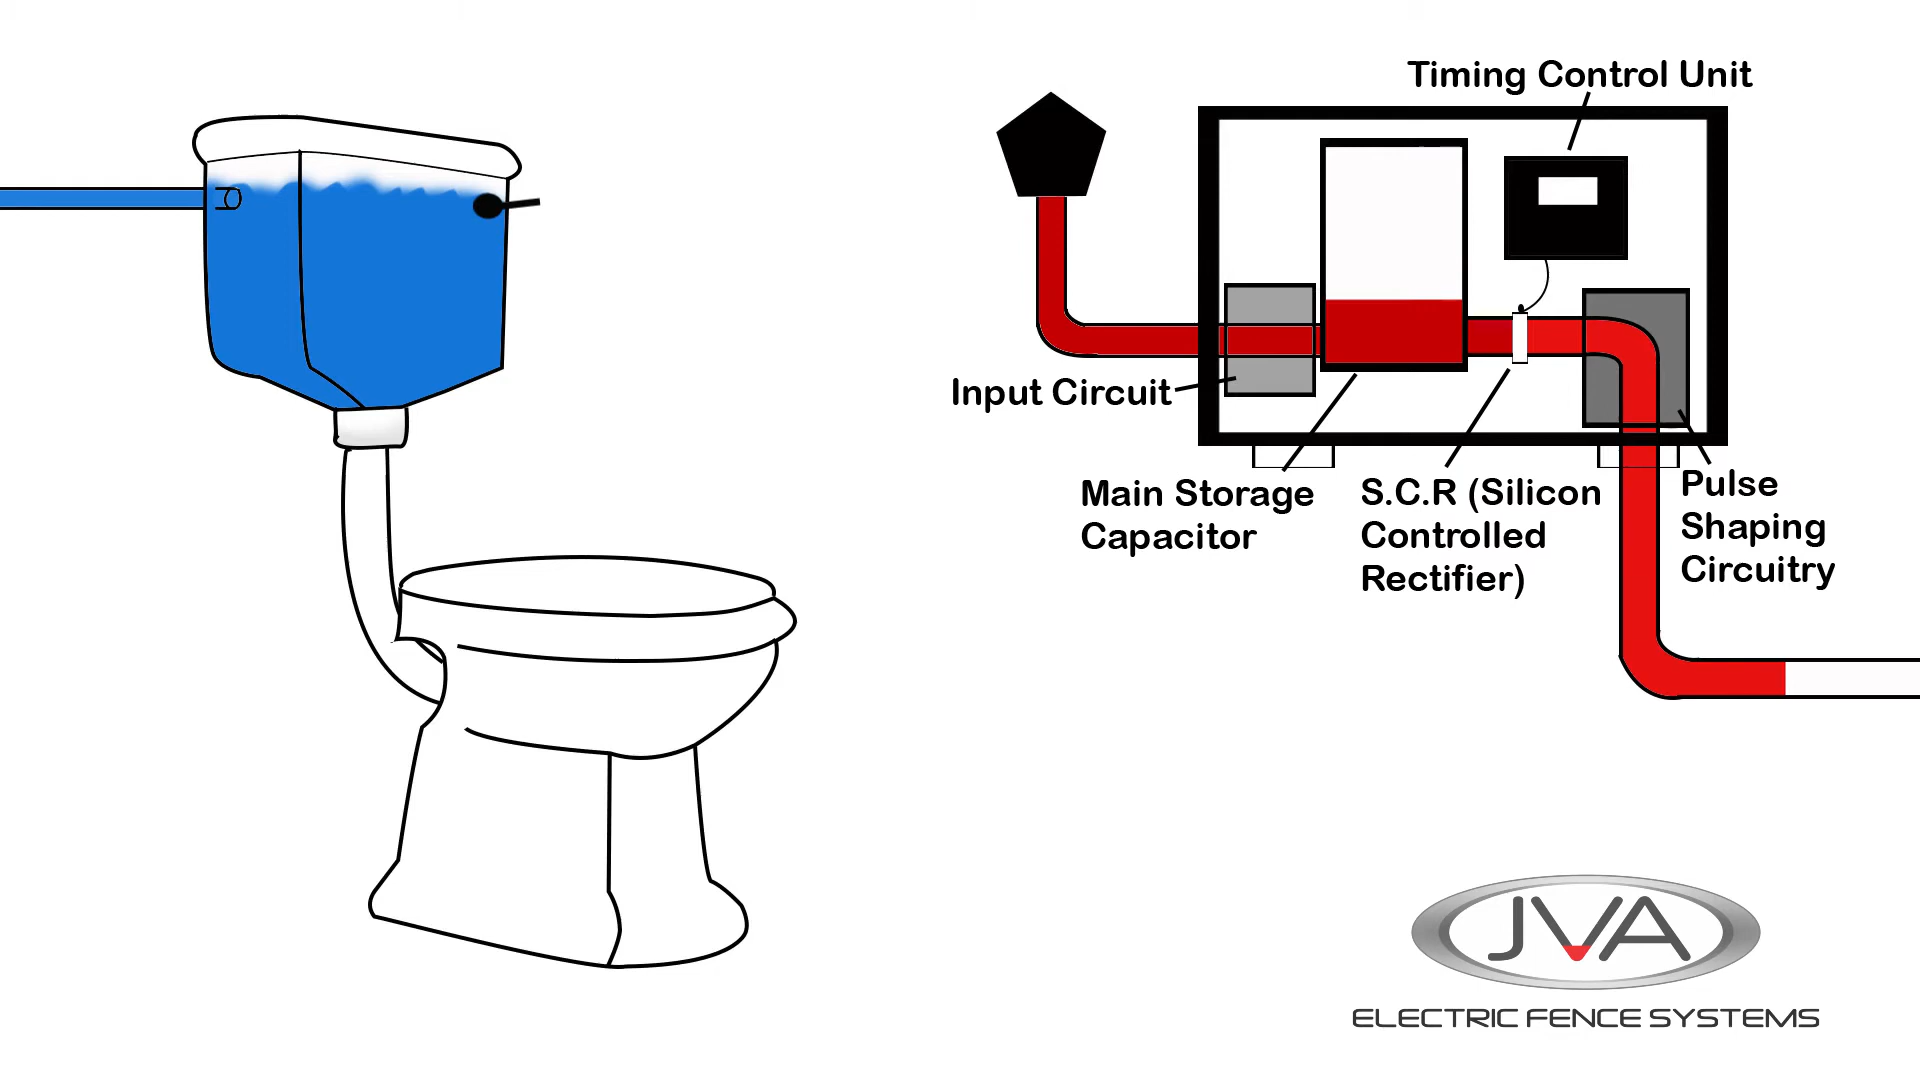 Timing Control Unit
Input Circuit
Main Storage
Capacitor
S.C.R (Silicon
Controlled
Rectifier)
Pulse
Shaping
Circuitry
JVA
ELECTRIC FENCE SYSTEMS